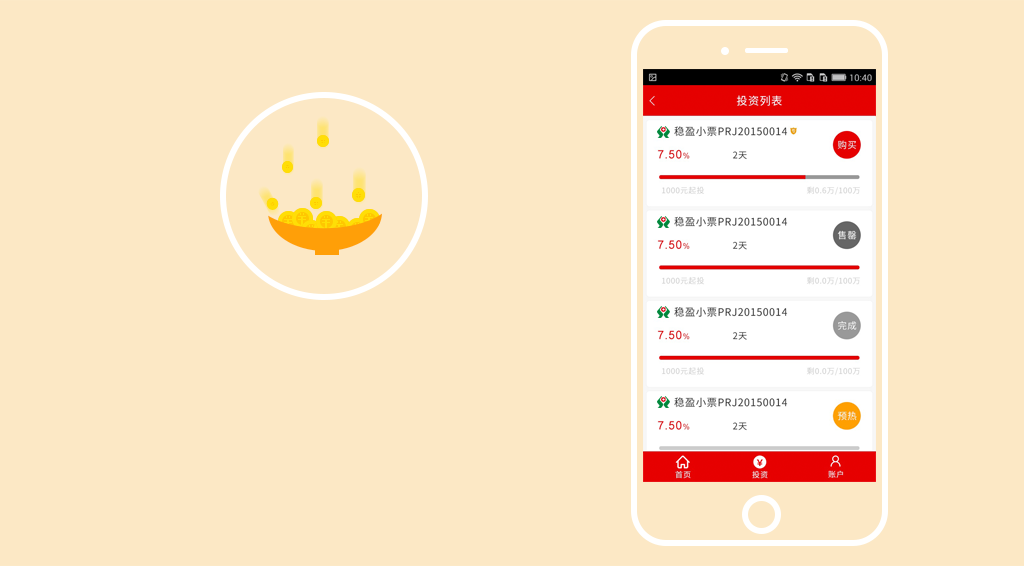 10:40
投资列表
稳盈小票PRJ20150014
7.50% 2天
购买
1000元起投 剩0.6万/100万
稳盈小票PRJ20150014
7.50% 2天
售罄
1000元起投 剩0.0万/100万
稳盈小票PRJ20150014
7.50% 2天
完成
1000元起投 剩0.0万/100万
稳盈小票PRJ20150014
7.50% 2天
预热
首页 投资 账户